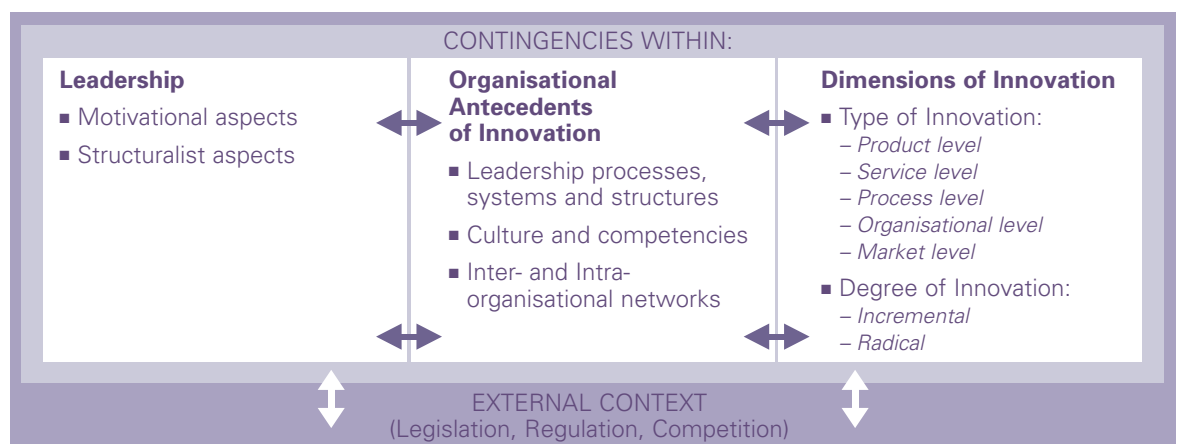 CONTINGENCIES WITHIN:
Leadership
▪ Motivational aspects
▪ Structuralist aspects
Organisational
Antecedents
of Innovation
▪ Leadership processes,
systems and structures
▪ Culture and competencies
▪ Inter- and Intra-
organisational networks
Dimensions of Innovation
▪ Type of Innovation:
– Product level
– Service level
– Process level
– Organisational level
– Market level
▪ Degree of Innovation:
– Incremental
– Radical
EXTERNAL CONTEXT
(Legislation, Regulation, Competition)